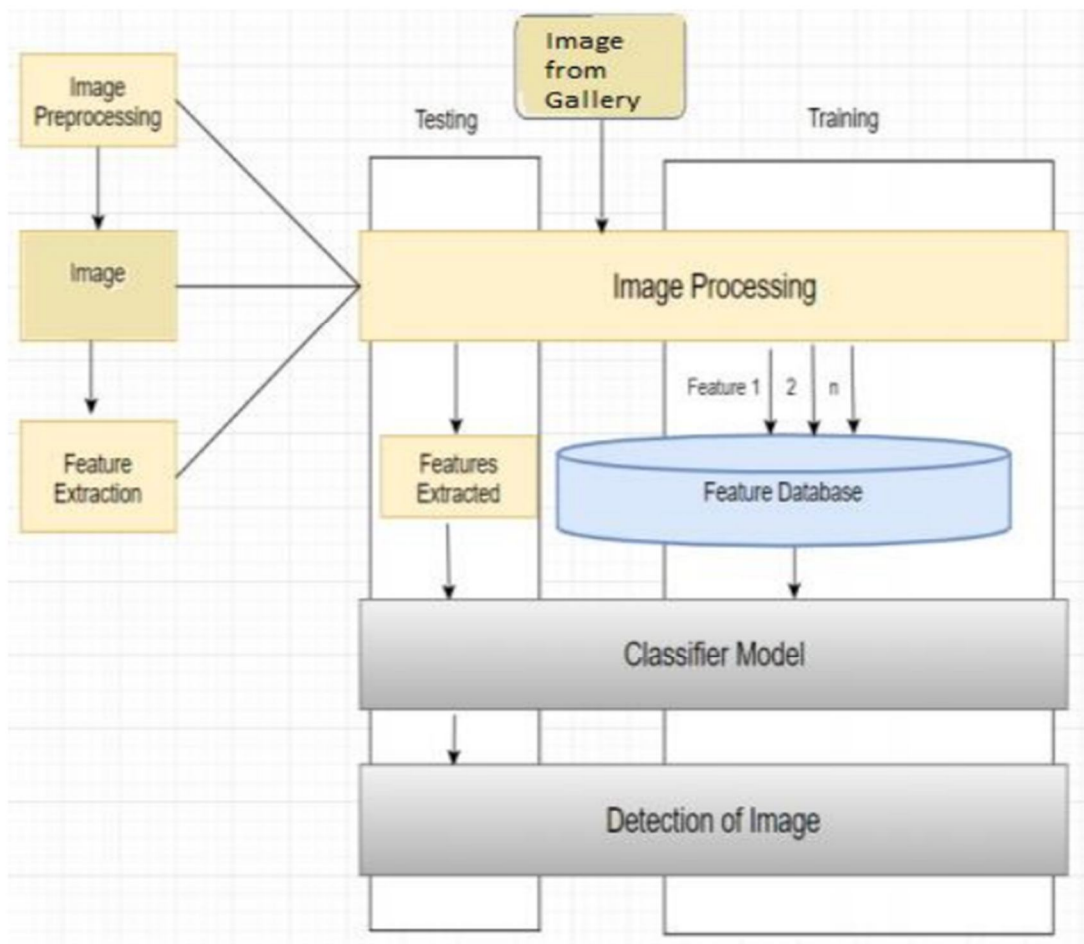 Image
from
Gallery
Image
Preprocessing
Testing
Training
Image
Image Processing
Feature 1
2
n
Feature
Extraction
Features
Extracted
Feature Database
Classifier Model
Detection of Image